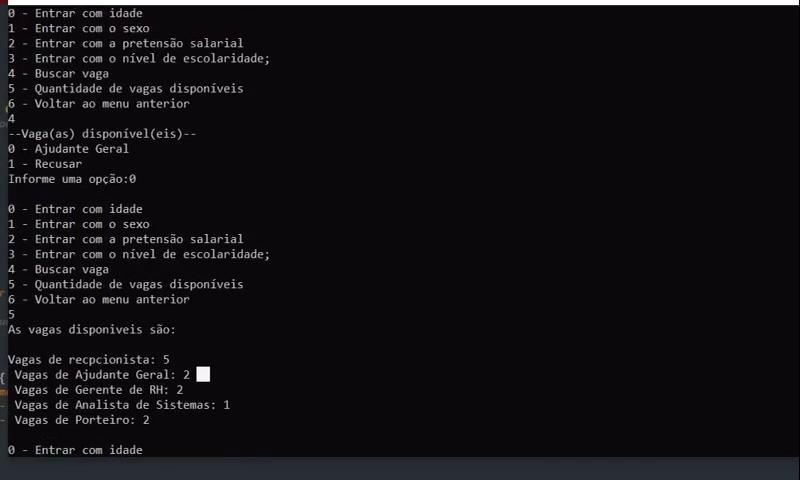 0 - Entrar com idade
1 - Entrar com o sexo
2 - Entrar com a pretensão salarial
3 - Entrar com o nível de escolaridade;
4 - Buscar vaga
5 - Quantidade de vagas disponíveis
6 - Voltar ao menu anterior
4
--Vaga(as) disponível(eis)--
0 - Ajudante Geral
1 - Recusar
Informe uma opção:0
0 - Entrar com idade
1 - Entrar com o sexo
2 - Entrar com a pretensão salarial
3 - Entrar com o nível de escolaridade;
4 - Buscar vaga
5 - Quantidade de vagas disponíveis
6 - Voltar ao menu anterior
5
As vagas disponiveis são:
Vagas de recpcionista: 5
Vagas de Ajudante Geral: 2
Vagas de Gerente de RH: 2
Vagas de Analista de Sistemas: 1
Vagas de Porteiro: 2
0 - Entrar com idade